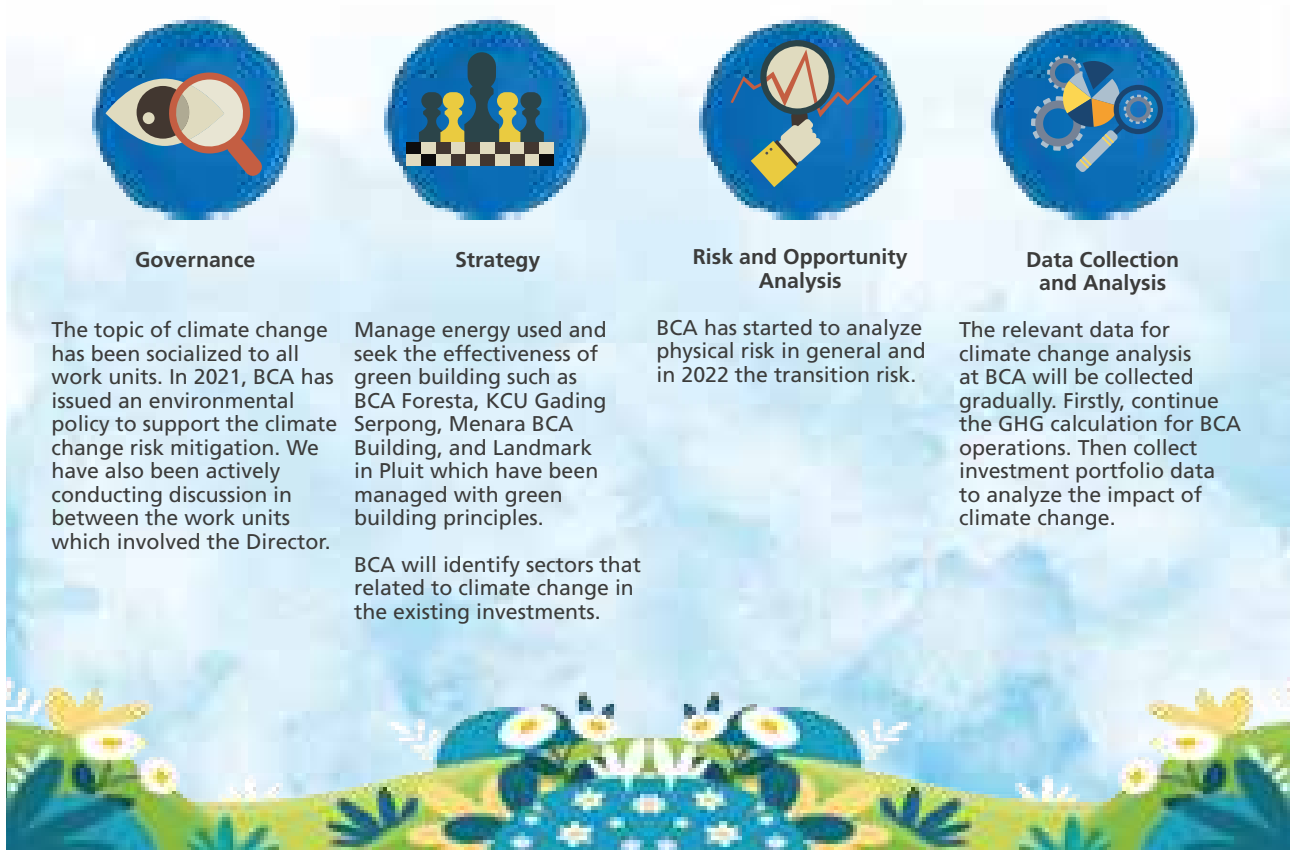 Governance
The topic of climate change
has been socialized to all
work units. In 2021, BCA has
issued an environmental
policy to support the climate
change risk mitigation. We
have also been actively
conducting discussion in
between the work units
which involved the Director.
Strategy
Manage energy used and
seek the effectiveness of
green building such as
BCA Foresta, KCU Gading
Serpong, Menara BCA
Building, and Landmark
in Pluit which have been
managed with green
building principles.
BCA will identify sectors that
related to climate change in
the existing investments.
Risk and Opportunity
Analysis
BCA has started to analyze
physical risk in general and
in 2022 the transition risk.
Data Collection
and Analysis
The relevant data for
climate change analysis
at BCA will be collected
gradually. Firstly, continue
the GHG calculation for BCA
operations. Then collect
investment portfolio data
to analyze the impact of
climate change.